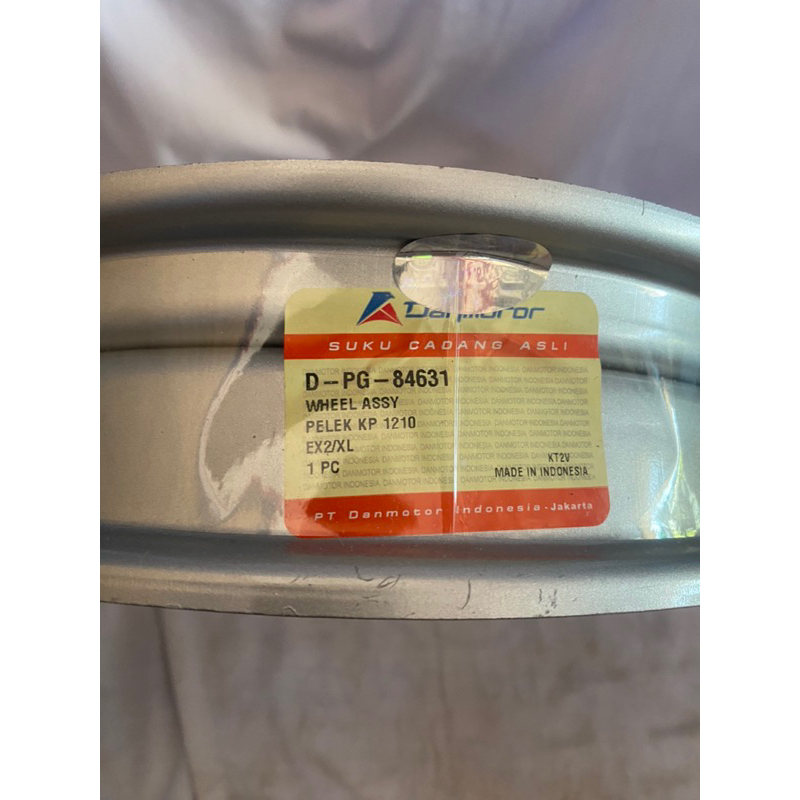 Danmotor
SUKU CADANG ASLI
D-PG-84631
WHEEL ASSY
PELEK KP 1210
EX2/XL
1 PC
KT2V
MADE IN INDONESIA
PT Danmotor Indonesia-Jakarta